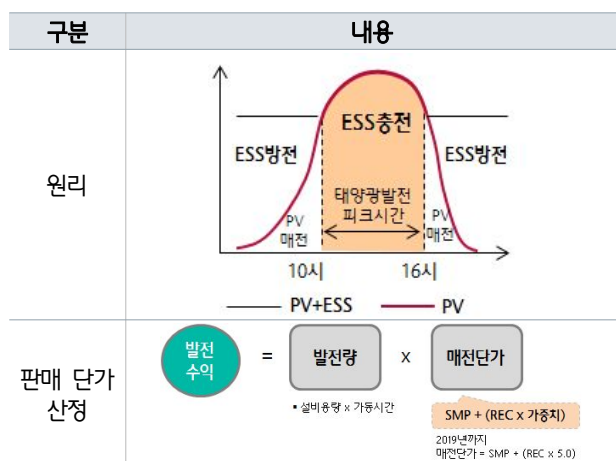 구분
내용
원리
ESS충전
ESS방전
ESS방전
태양광발전
피크시간
PV
매전
PV
매전
10시
16시
PV+ESS
PV
판매 단가
산정
발전
수익
=
발전량
x
매전단가
▪ 설비용량 x 가동시간
SMP + (REC x 가중치)
2019년까지
매전단가 = SMP + (REC x 5.0)